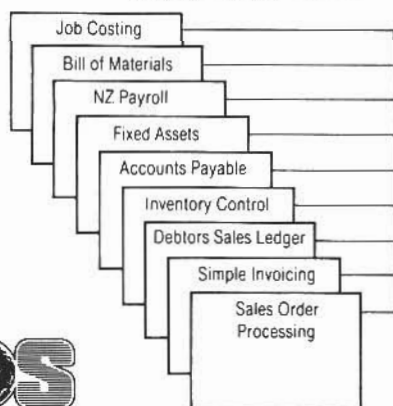 Job Costing
Bill of Materials
NZ Payroll
Fixed Assets
Accounts Payable
Inventory Control
Debtors Sales Ledger
Simple Invoicing
Sales Order
Processing